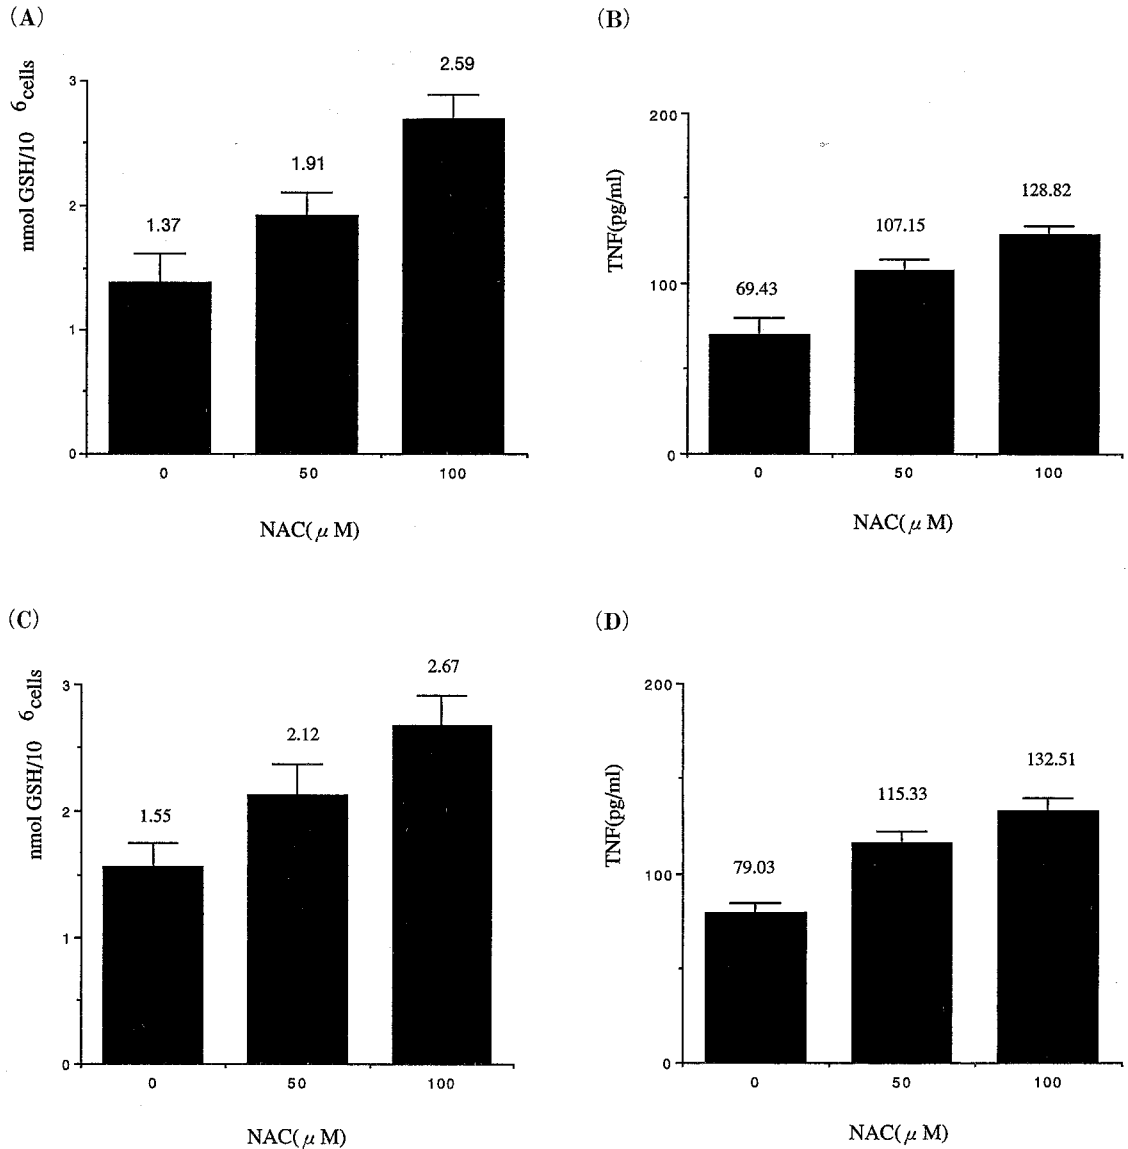 (A)
nmol GSH/10 6cells
3
2
1
0
1.37
1.91
2.59
0 50 100
NAC(μM)
(B)
TNF(pg/ml)
200
100
0
69.43
107.15
128.82
0 50 100
NAC(μM)
(C)
nmol GSH/10 6cells
3
2
1
0
1.55
2.12
2.67
0 50 100
NAC(μM)
(D)
TNF(pg/ml)
200
100
0
79.03
115.33
132.51
0 50 100
NAC(μM)